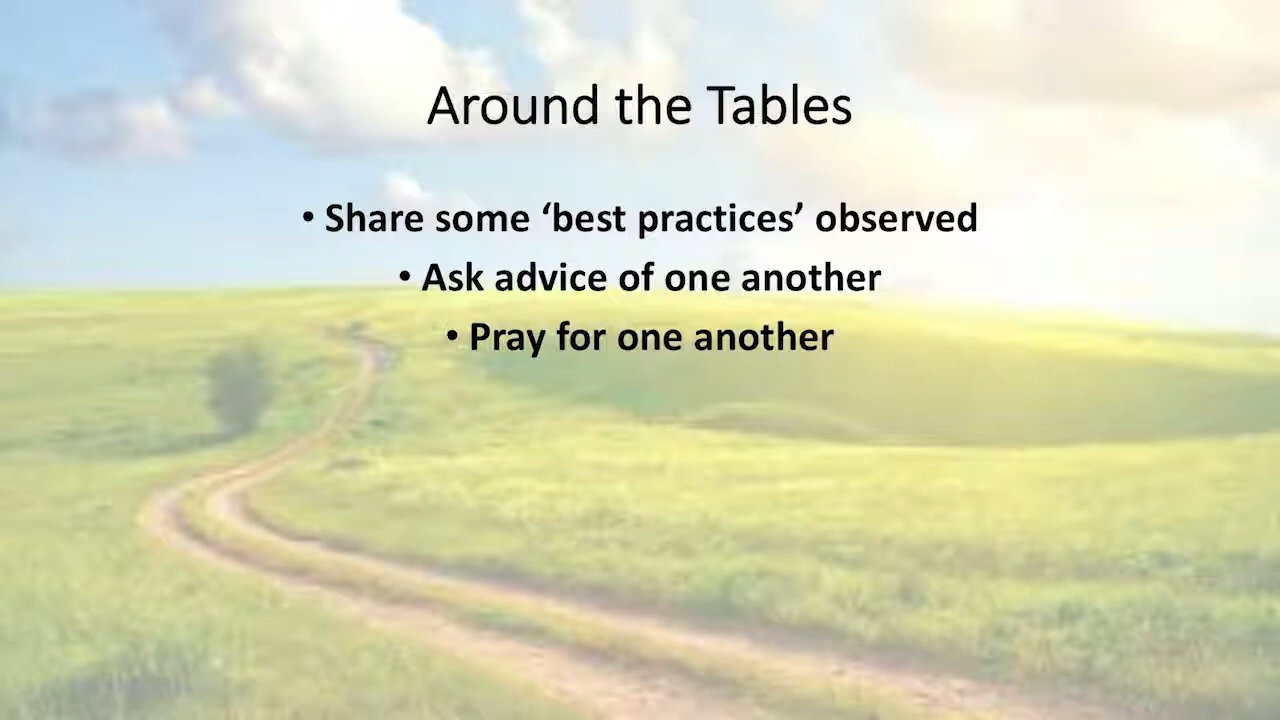 Around the Tables
• Share some ‘best practices’ observed
• Ask advice of one another
• Pray for one another